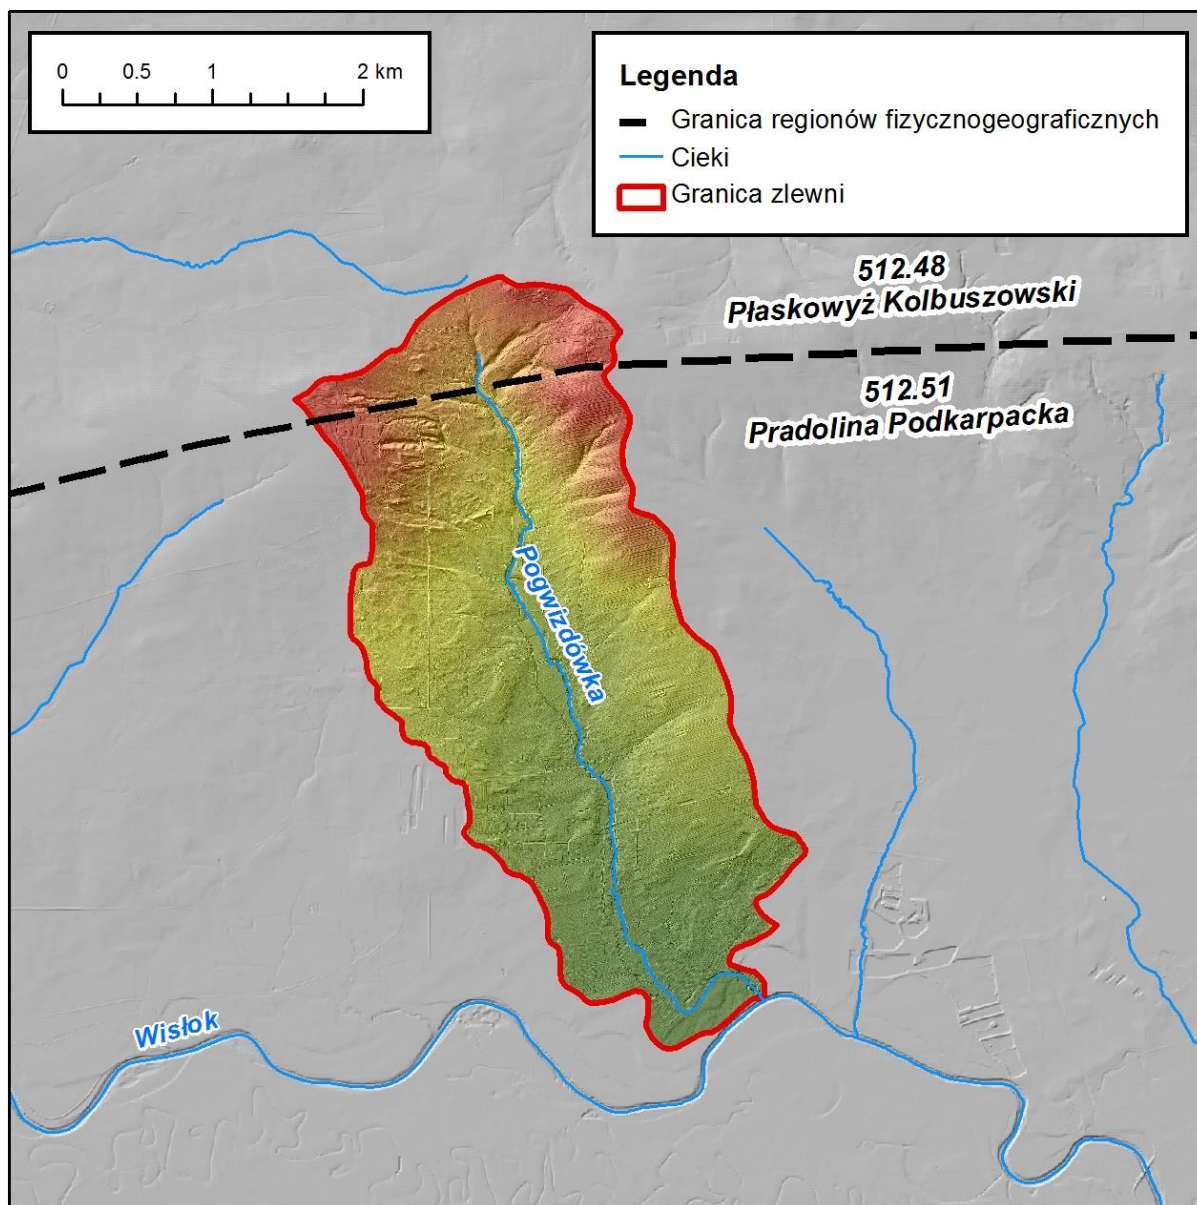 0 0.5 1 2 km
Legenda
Granica regionów fizycznogeograficznych
Cieki
Granica zlewni
512.48
Płaskowyż Kolbuszowski
512.51
Pradolina Podkarpacka
Pogwizdówka
Wisłok